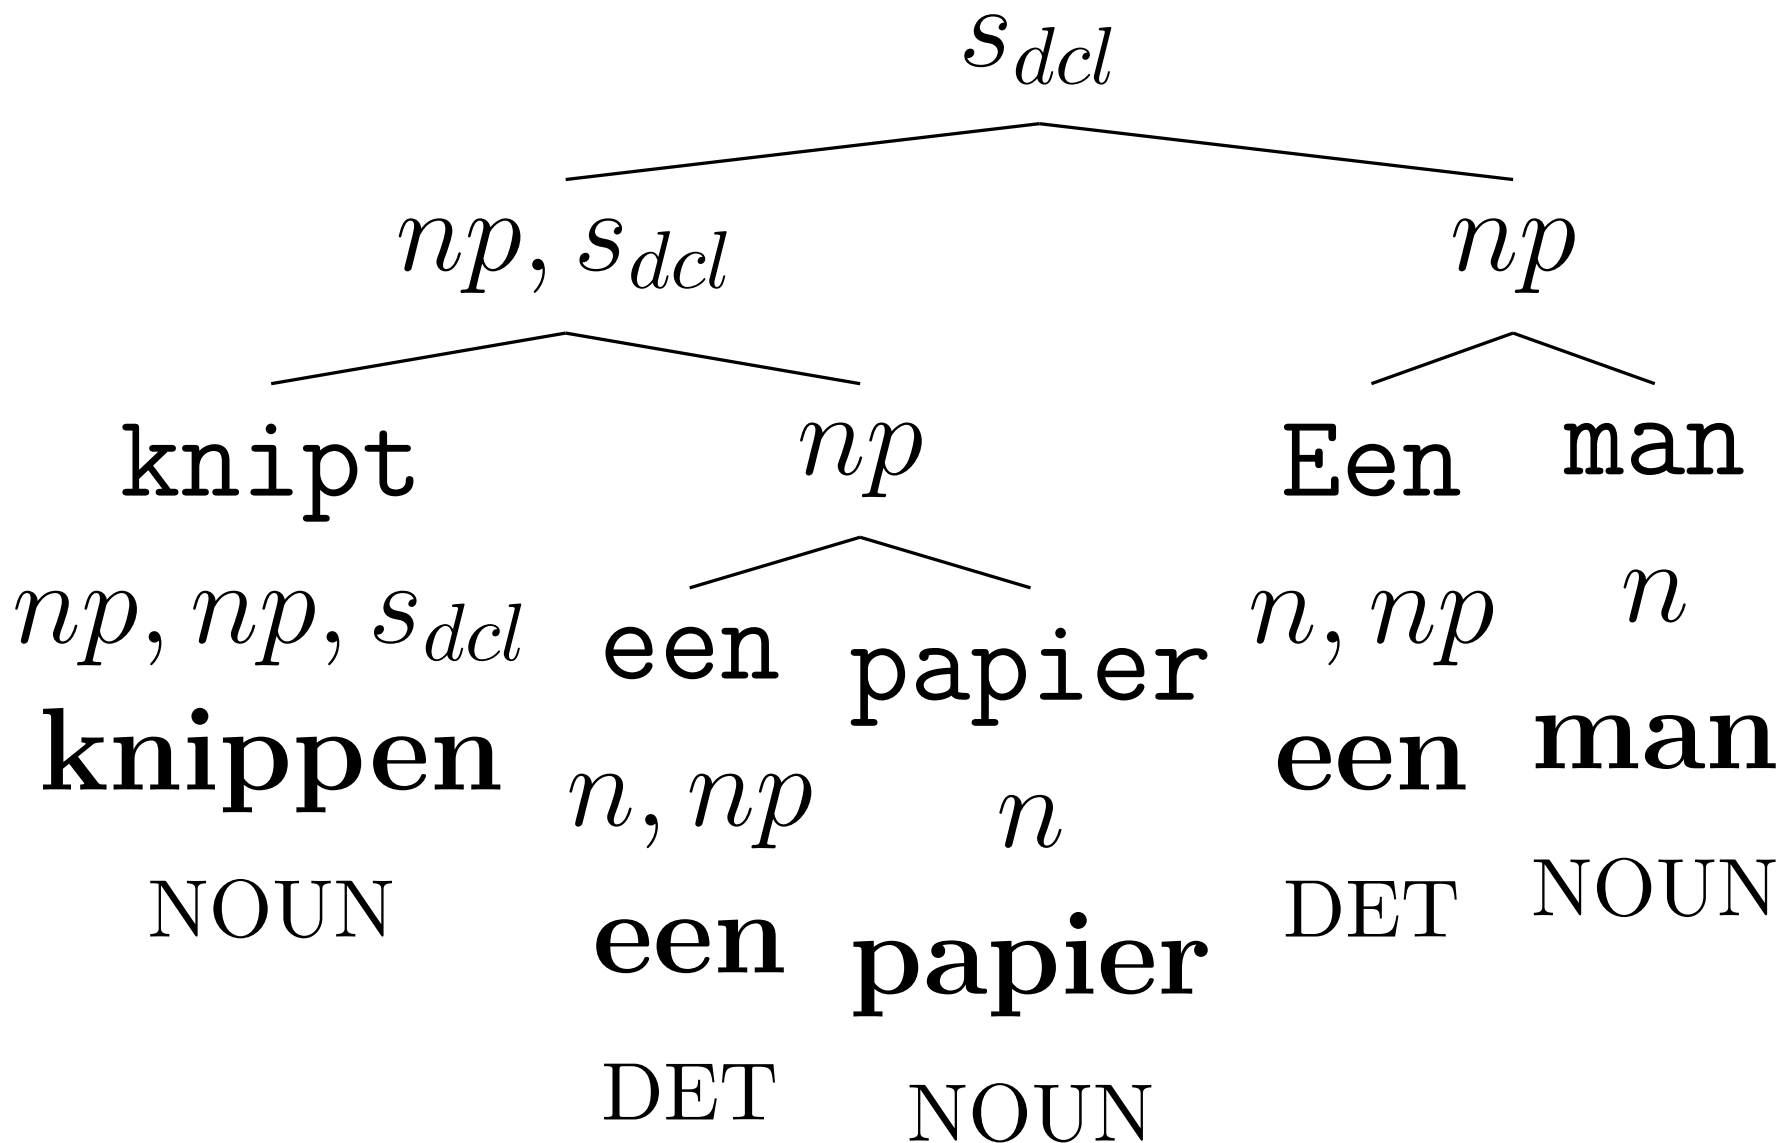 s_dcl
np, s_dcl np
knipt np Een man
np, np, s_dcl een papier n, np n
knippen n, np n een man
NOUN een papier DET NOUN
DET NOUN